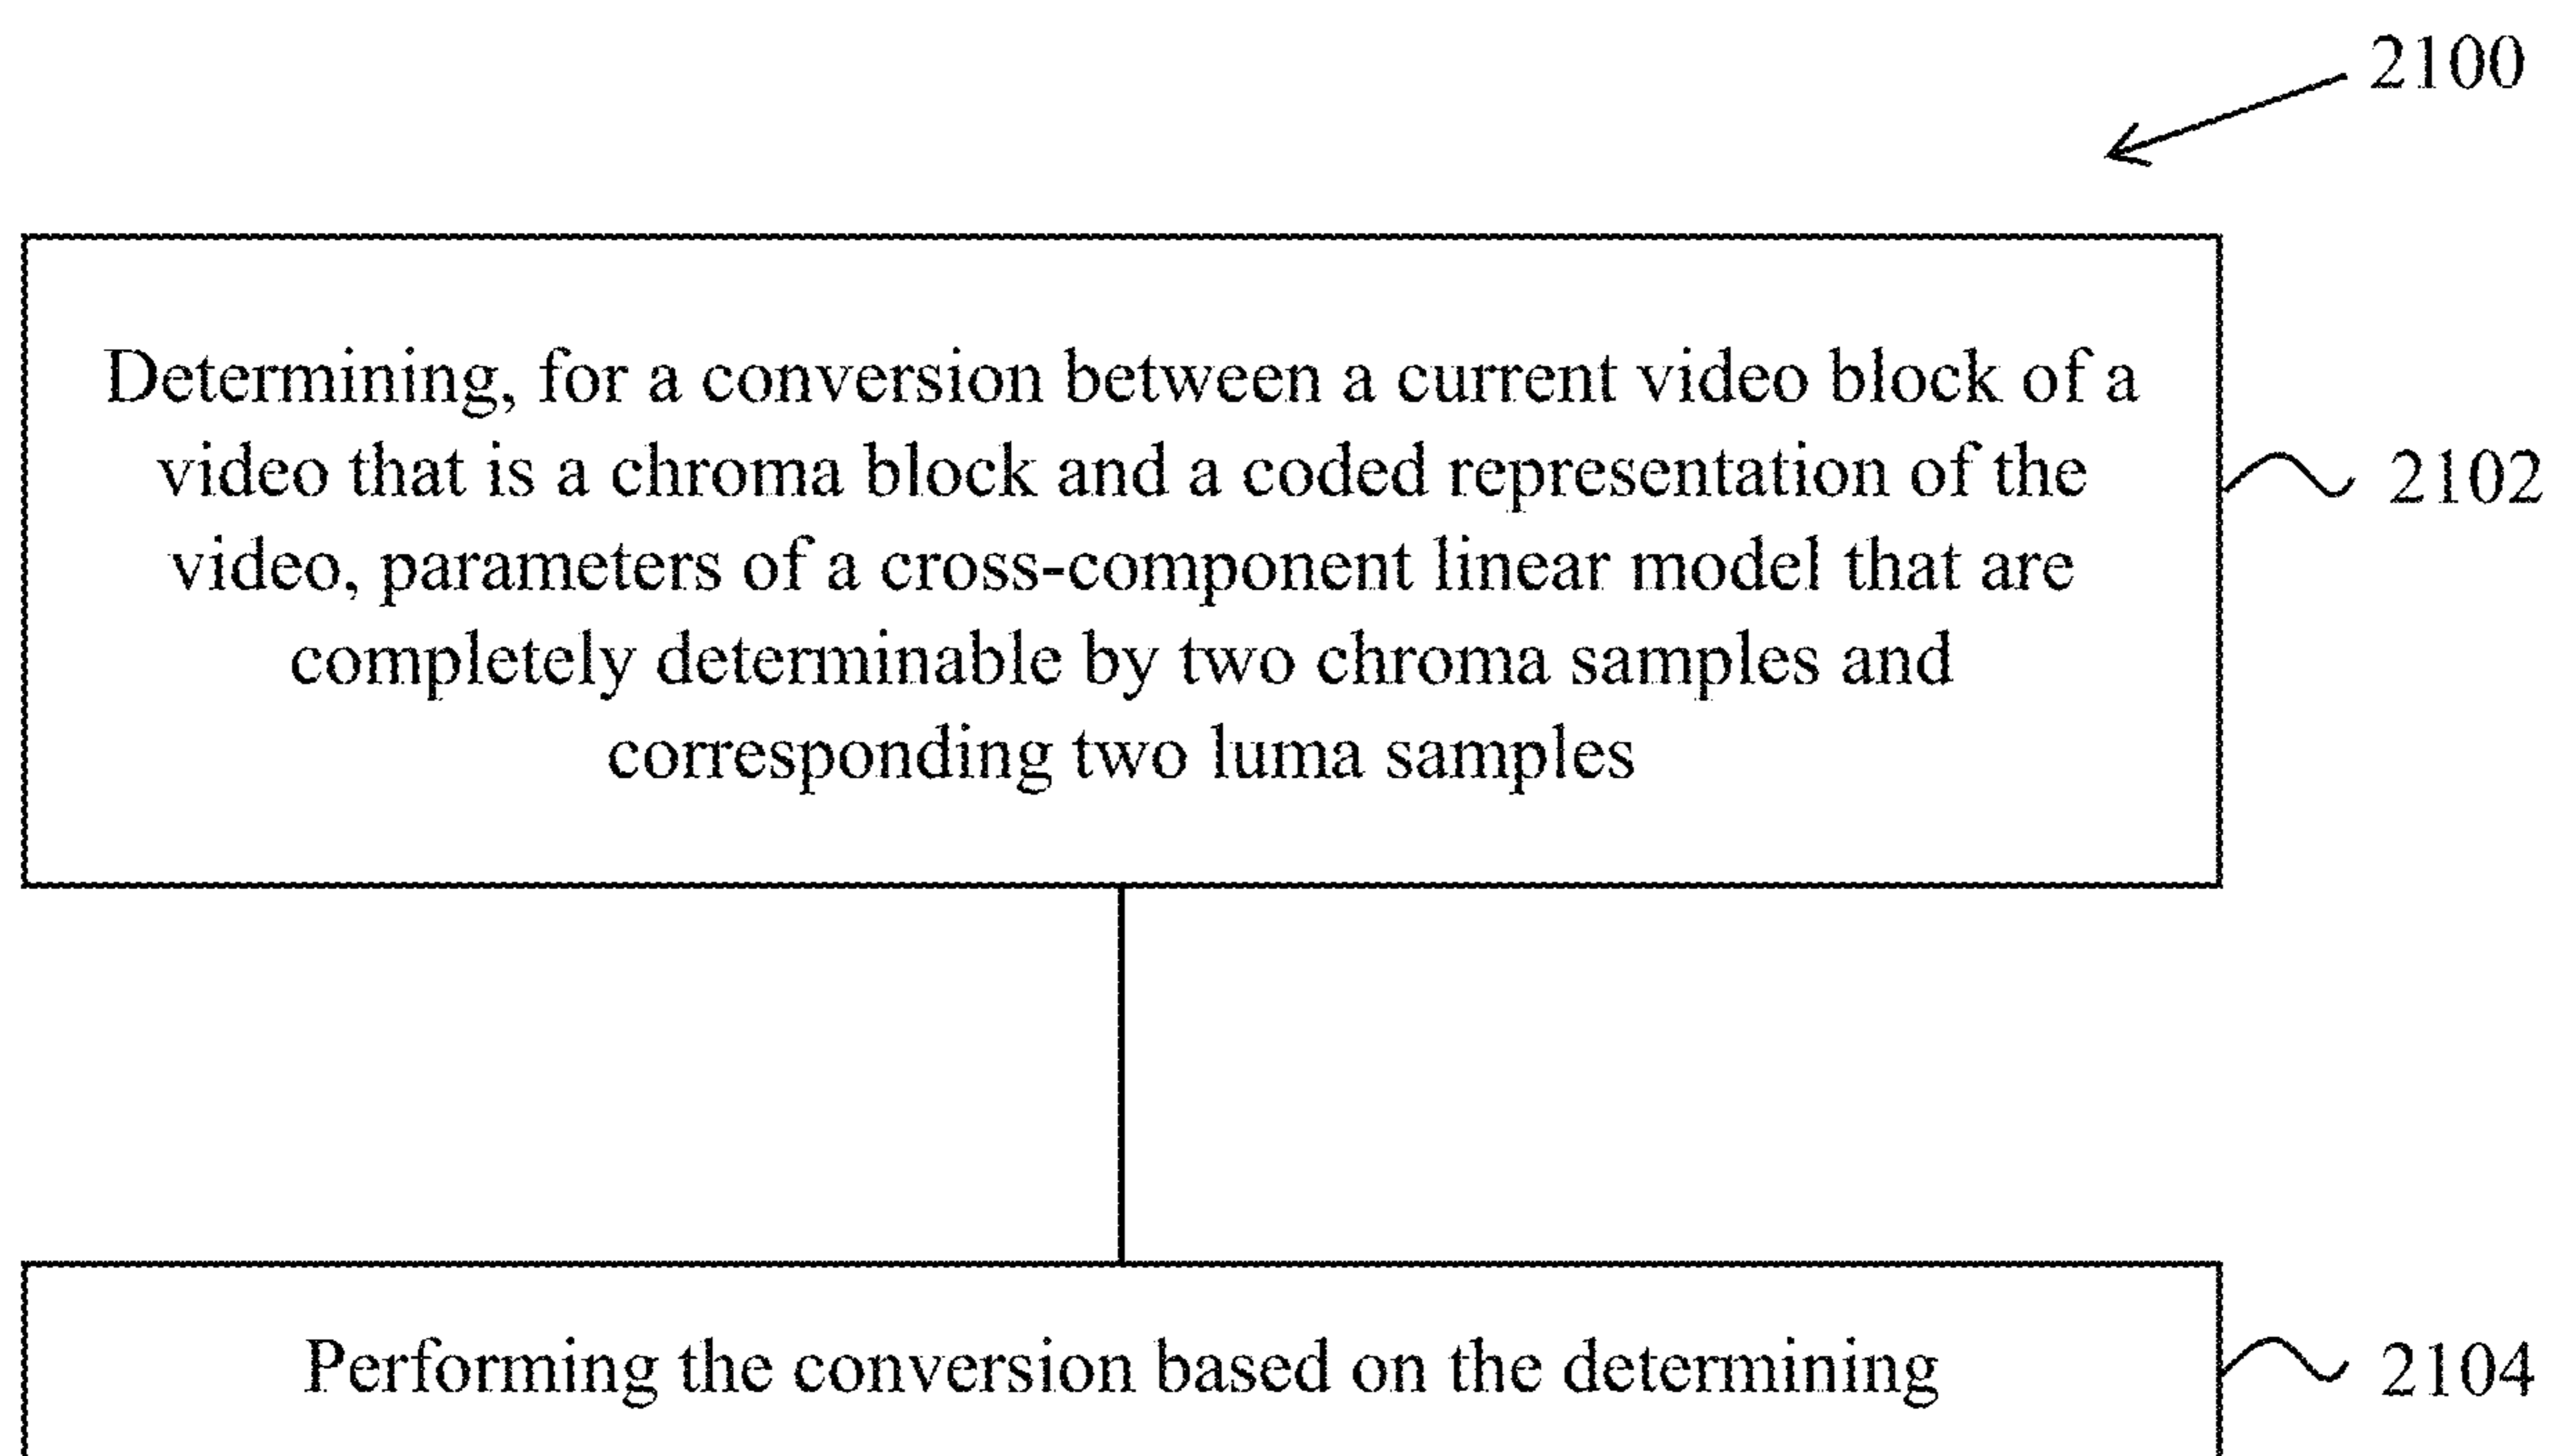 2100
Determining, for a conversion between a current video block of a
video that is a chroma block and a coded representation of the
video, parameters of a cross-component linear model that are
completely determinable by two chroma samples and
corresponding two luma samples
2102
Performing the conversion based on the determining
2104